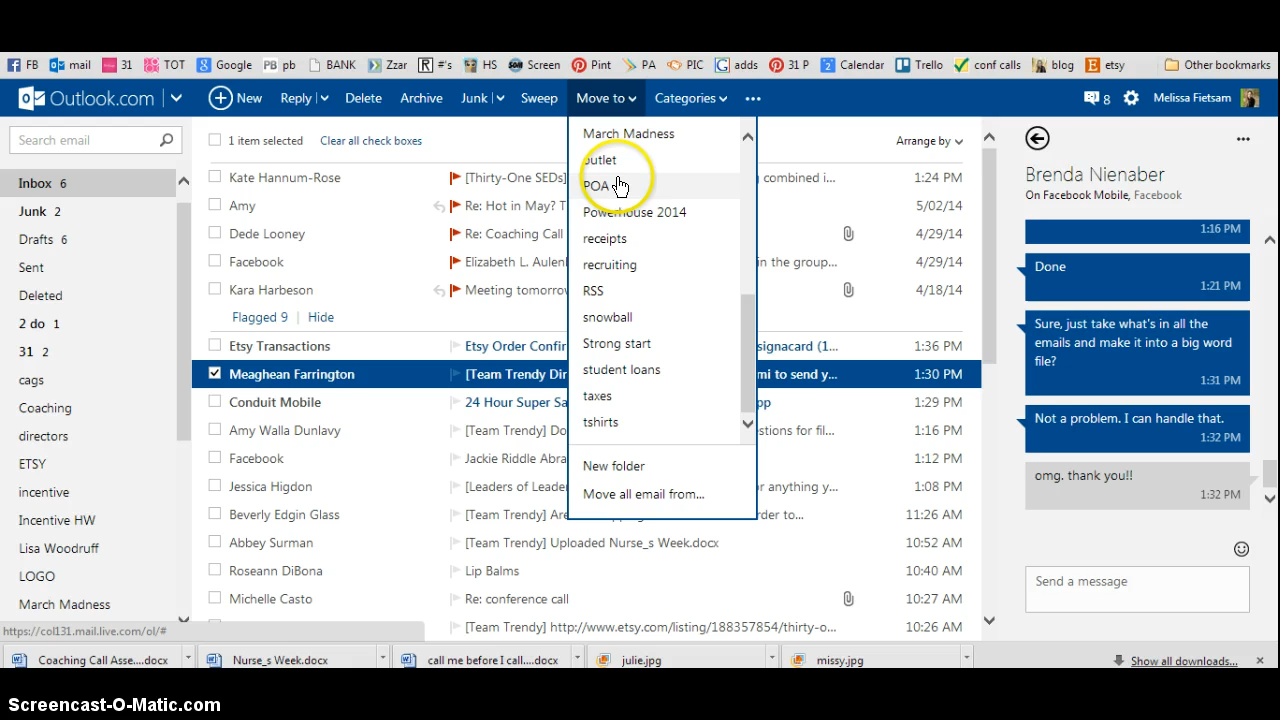 FB mail 31 TOT Google PB pb BANK Zzar R #'s HS Screen Pint PA PIC adds 31 P 2 Calendar Trello conf calls blog etsy Other bookmarks
Outlook.com New Reply Delete Archive Junk Sweep Move to Categories ••• 8 Melissa Fietsam
Search email
Inbox 6
Junk 2
Drafts 6
Sent
Deleted
2 do 1
31 2
cags
Coaching
directors
ETSY
incentive
Incentive HW
Lisa Woodruff
LOGO
March Madness
1 item selected Clear all check boxes Arrange by
Kate Hannum-Rose [Thirty-One SEDs] combined i... 1:24 PM
Amy Re: Hot in May? T 5/02/14
Dede Looney Re: Coaching Call 4/29/14
Facebook Elizabeth L. Aulen in the group... 4/29/14
Kara Harbeson Meeting tomorrow 4/18/14
Flagged 9 Hide
Etsy Transactions Etsy Order Confir signacard (1... 1:36 PM
Meaghean Farrington [Team Trendy Dir mi to send y... 1:30 PM
Conduit Mobile 24 Hour Super Sa pp 1:29 PM
Amy Walla Dunlavy [Team Trendy] Do stions for fil... 1:16 PM
Facebook Jackie Riddle Abra 1:12 PM
Jessica Higdon [Leaders of Leader or anything y... 1:08 PM
Beverly Edgin Glass [Team Trendy] Are rder to... 11:26 AM
Abbey Surman [Team Trendy] Uploaded Nurse_s Week.docx 10:52 AM
Roseann DiBona Lip Balms 10:40 AM
Michelle Casto Re: conference call 10:27 AM
[Team Trendy] http://www.etsy.com/listing/188357854/thirty-o... 10:26 AM
March Madness
outlet
POA
Powerhouse 2014
receipts
recruiting
RSS
snowball
Strong start
student loans
taxes
tshirts
New folder
Move all email from...
•••
Brenda Nienaber
On Facebook Mobile, Facebook
1:16 PM
Done
1:21 PM
Sure, just take what's in all the
emails and make it into a big word
file?
1:31 PM
Not a problem. I can handle that.
1:32 PM
omg. thank you!!
1:32 PM
Send a message
https://col131.mail.live.com/ol/#
Coaching Call Asse....docx Nurse_s Week.docx call me before I call....docx julie.jpg missy.jpg Show all downloads...
Screencast-O-Matic.com